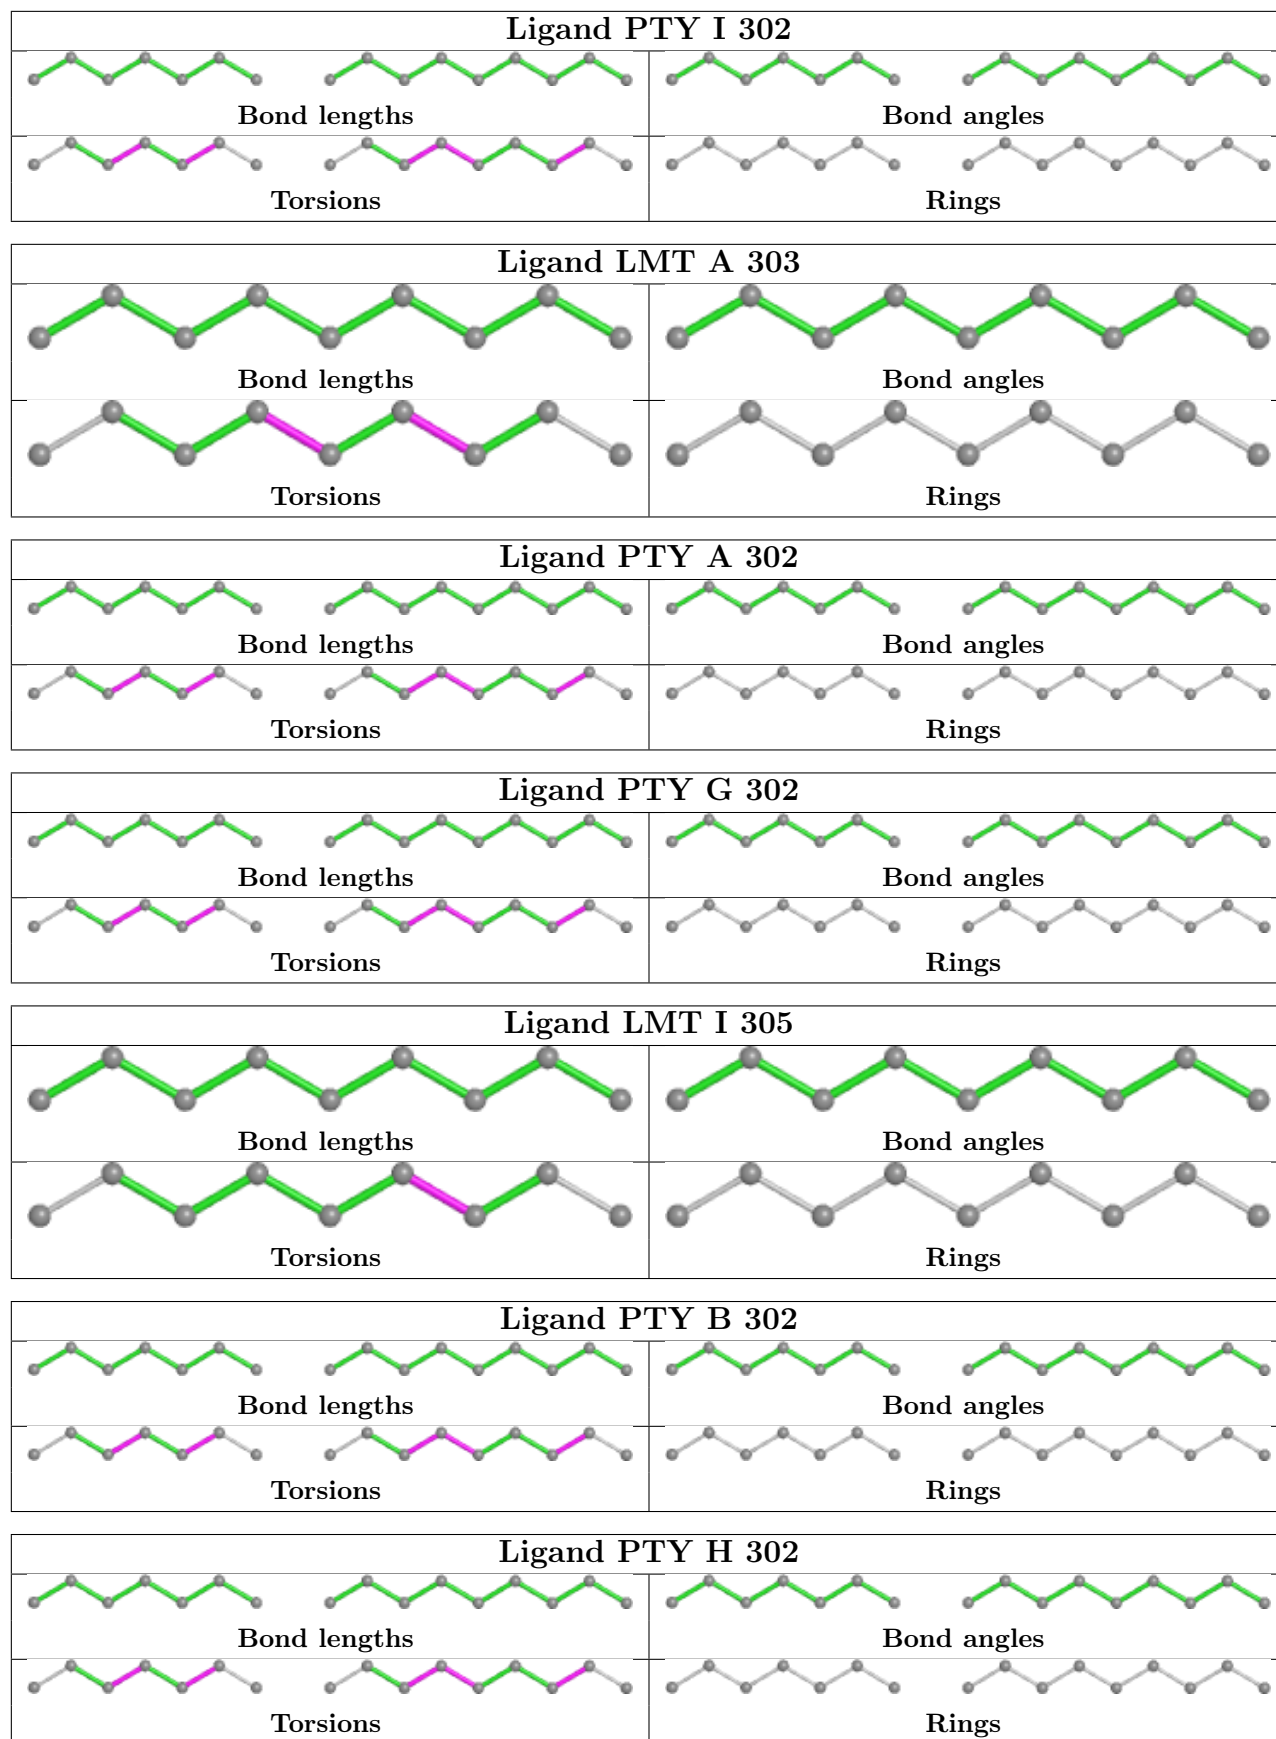 Ligand PTY I 302
Bond lengths Bond angles
Torsions Rings
Ligand LMT A 303
Bond lengths Bond angles
Torsions Rings
Ligand PTY A 302
Bond lengths Bond angles
Torsions Rings
Ligand PTY G 302
Bond lengths Bond angles
Torsions Rings
Ligand LMT I 305
Bond lengths Bond angles
Torsions Rings
Ligand PTY B 302
Bond lengths Bond angles
Torsions Rings
Ligand PTY H 302
Bond lengths Bond angles
Torsions Rings